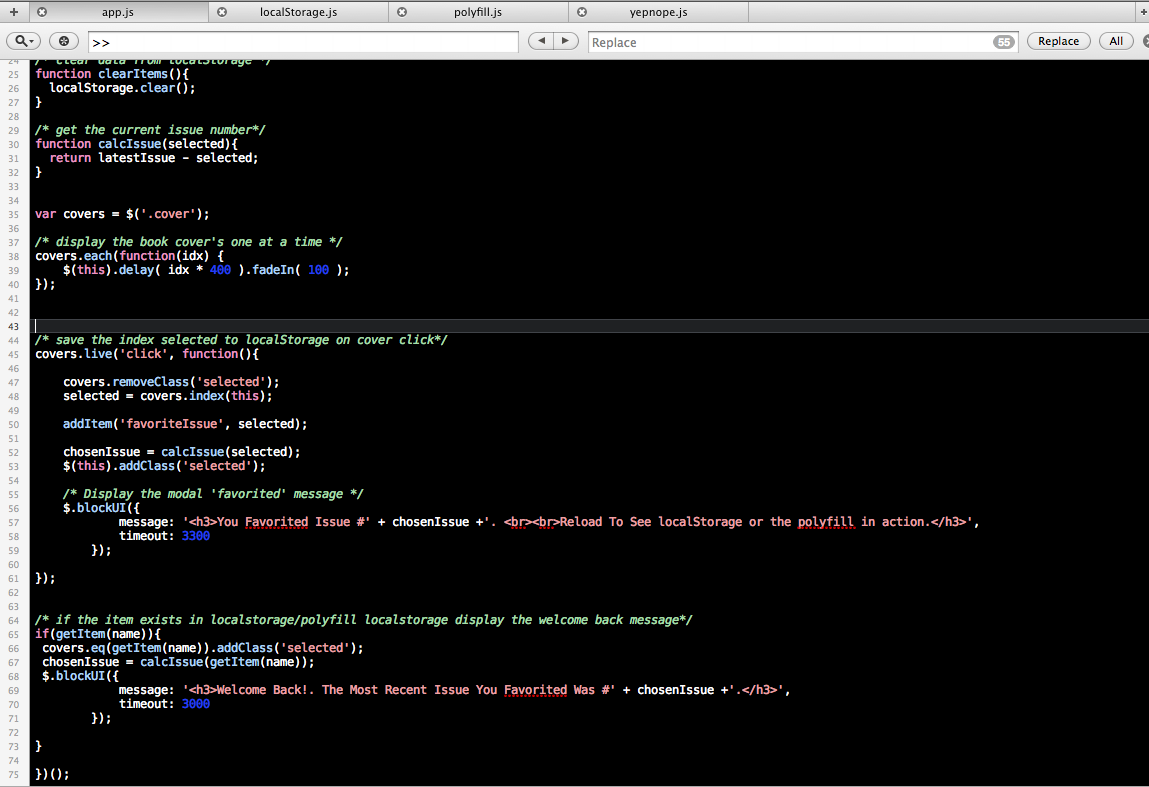 app.js
localStorage.js
polyfill.js
yepnope.js
>>
Replace
55
Replace
All
24 /* clear data from localStorage */
25 function clearItems(){
26   localStorage.clear();
27 }
28
29 /* get the current issue number*/
30 function calcIssue(selected){
31   return latestIssue - selected;
32 }
33
34
35 var covers = $('.cover');
36
37 /* display the book cover's one at a time */
38 covers.each(function(idx) {
39     $(this).delay( idx * 400 ).fadeIn( 100 );
40 });
41
42
43
44 /* save the index selected to localStorage on cover click*/
45 covers.live('click', function(){
46
47     covers.removeClass('selected');
48     selected = covers.index(this);
49
50     addItem('favoriteIssue', selected);
51
52     chosenIssue = calcIssue(selected);
53     $(this).addClass('selected');
54
55     /* Display the modal 'favorited' message */
56     $.blockUI({
57             message: '<h3>You Favorited Issue #' + chosenIssue +'. <br><br>Reload To See localStorage or the polyfill in action.</h3>',
58             timeout: 3300
59         });
60
61 });
62
63
64 /* if the item exists in localstorage/polyfill localstorage display the welcome back message*/
65 if(getItem(name)){
66  covers.eq(getItem(name)).addClass('selected');
67  chosenIssue = calcIssue(getItem(name));
68  $.blockUI({
69             message: '<h3>Welcome Back!. The Most Recent Issue You Favorited Was #' + chosenIssue +'.</h3>',
70             timeout: 3000
71         });
72
73 }
74
75 })();